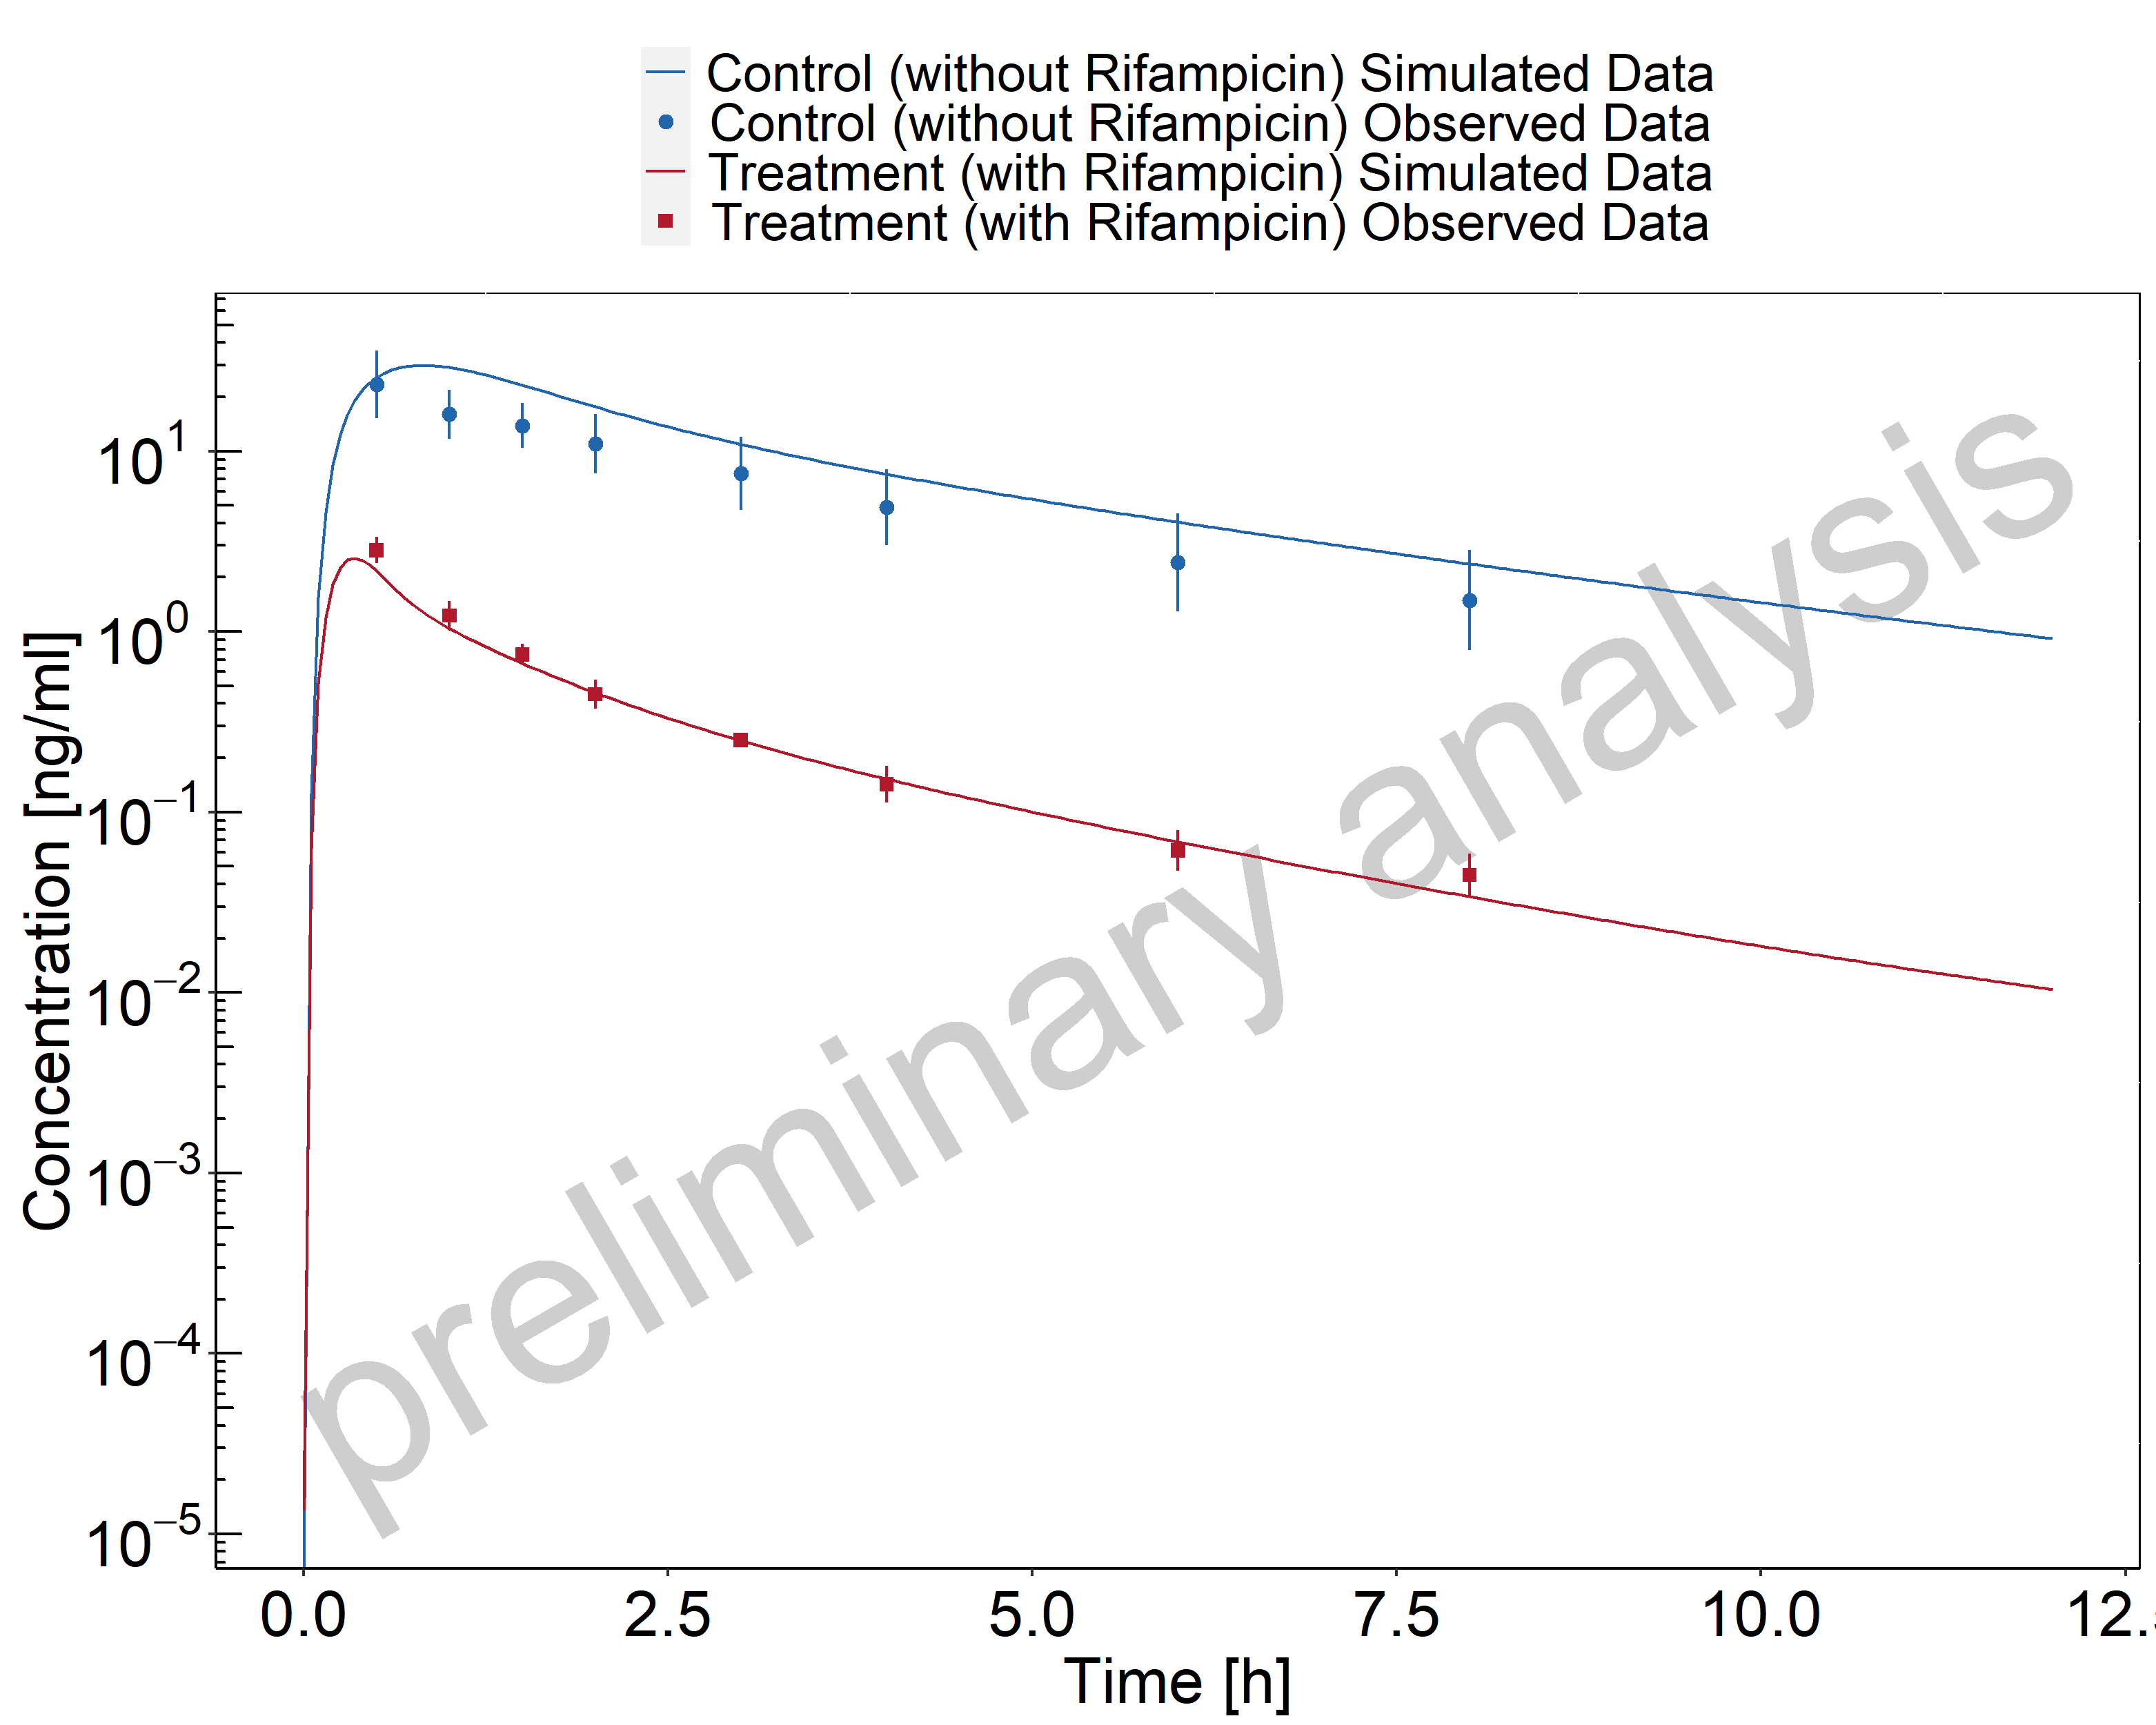 Control (without Rifampicin) Simulated Data
Control (without Rifampicin) Observed Data
Treatment (with Rifampicin) Simulated Data
Treatment (with Rifampicin) Observed Data
Concentration [ng/ml]
10¹
10⁰
10⁻¹
10⁻²
10⁻³
10⁻⁴
10⁻⁵
preliminary analysis
0.0 2.5 5.0 7.5 10.0 12.
Time [h]